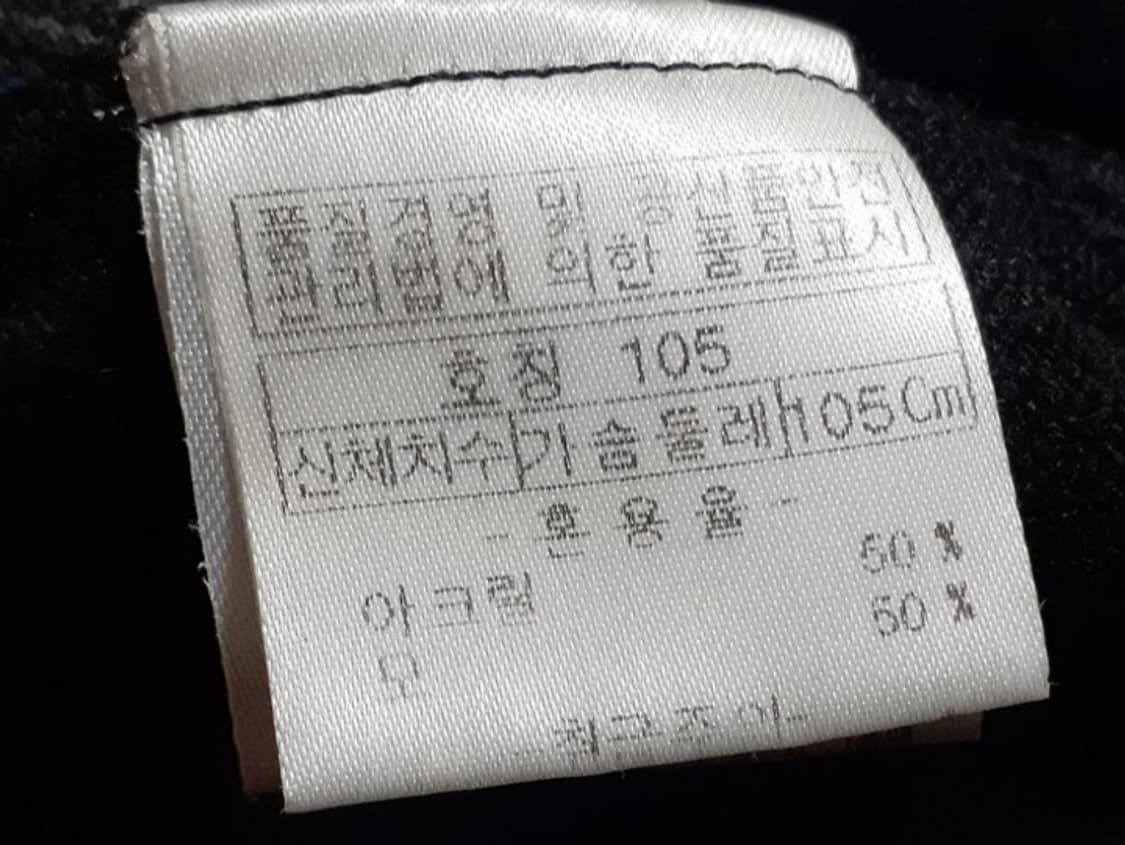 품질경영 및 공산품안전
관리법에 의한 품질표시
호칭 105
신체치수 가슴둘레 105Cm
- 혼용율 -
아크릴 50 %
모 50 %